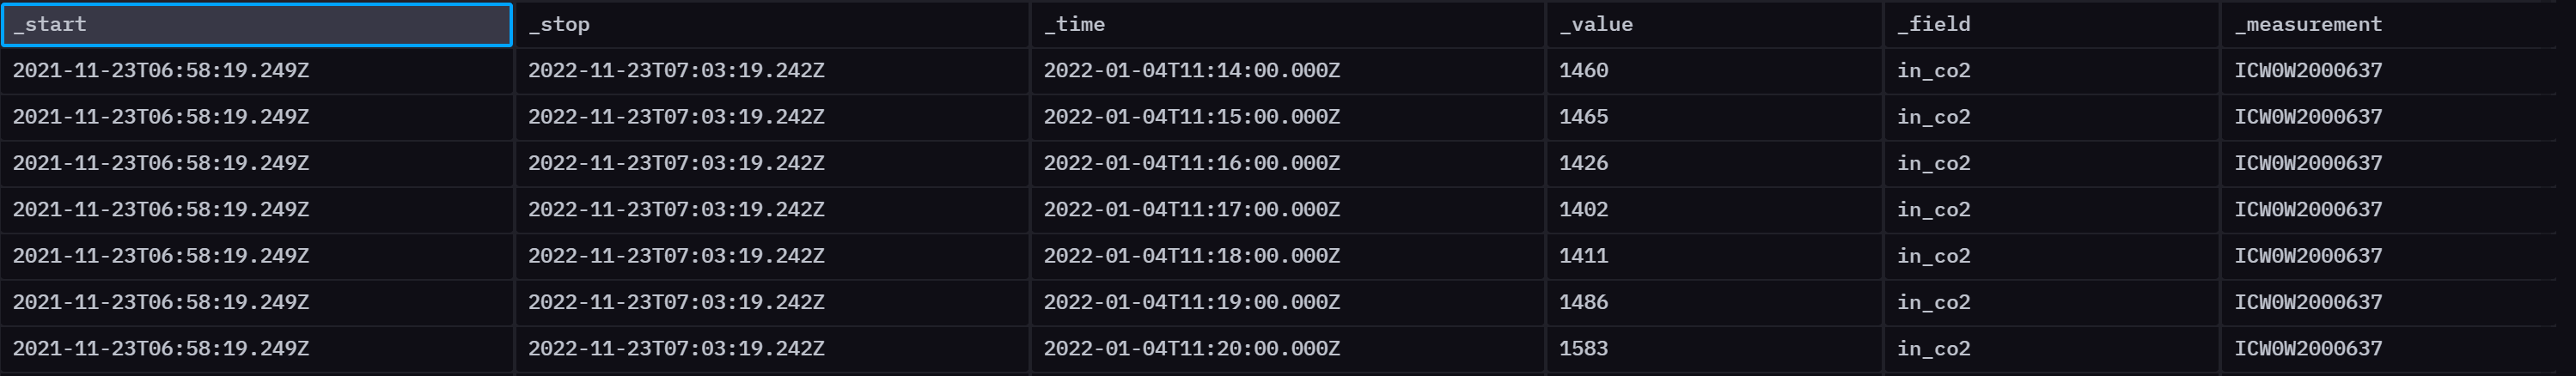 _start _stop _time _value _field _measurement
2021-11-23T06:58:19.249Z 2022-11-23T07:03:19.242Z 2022-01-04T11:14:00.000Z 1460 in_co2 ICW0W2000637
2021-11-23T06:58:19.249Z 2022-11-23T07:03:19.242Z 2022-01-04T11:15:00.000Z 1465 in_co2 ICW0W2000637
2021-11-23T06:58:19.249Z 2022-11-23T07:03:19.242Z 2022-01-04T11:16:00.000Z 1426 in_co2 ICW0W2000637
2021-11-23T06:58:19.249Z 2022-11-23T07:03:19.242Z 2022-01-04T11:17:00.000Z 1402 in_co2 ICW0W2000637
2021-11-23T06:58:19.249Z 2022-11-23T07:03:19.242Z 2022-01-04T11:18:00.000Z 1411 in_co2 ICW0W2000637
2021-11-23T06:58:19.249Z 2022-11-23T07:03:19.242Z 2022-01-04T11:19:00.000Z 1486 in_co2 ICW0W2000637
2021-11-23T06:58:19.249Z 2022-11-23T07:03:19.242Z 2022-01-04T11:20:00.000Z 1583 in_co2 ICW0W2000637